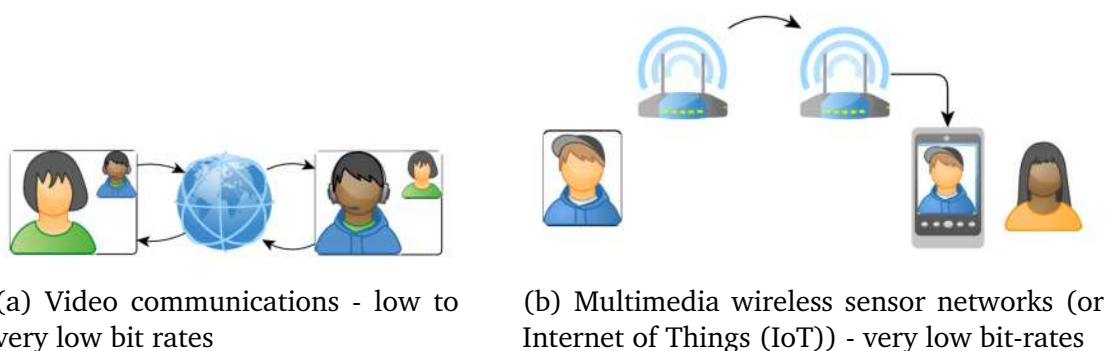 (a) Video communications - low to
very low bit rates
(b) Multimedia wireless sensor networks (or
Internet of Things (IoT)) - very low bit-rates